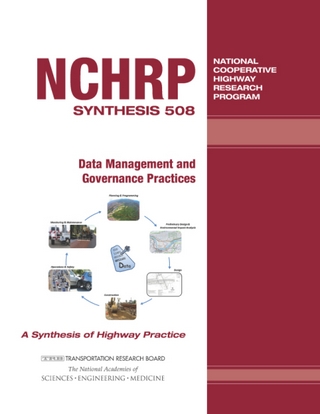 NCHRP
SYNTHESIS 508
NATIONAL
COOPERATIVE
HIGHWAY
RESEARCH
PROGRAM
Data Management and
Governance Practices
Planning & Programming
Preliminary Design &
Environmental Impact Analysis
Design
Construction
Operations & Safety
Monitoring & Maintenance
Data
A Synthesis of Highway Practice
TRB TRANSPORTATION RESEARCH BOARD
The National Academies of
SCIENCES • ENGINEERING • MEDICINE